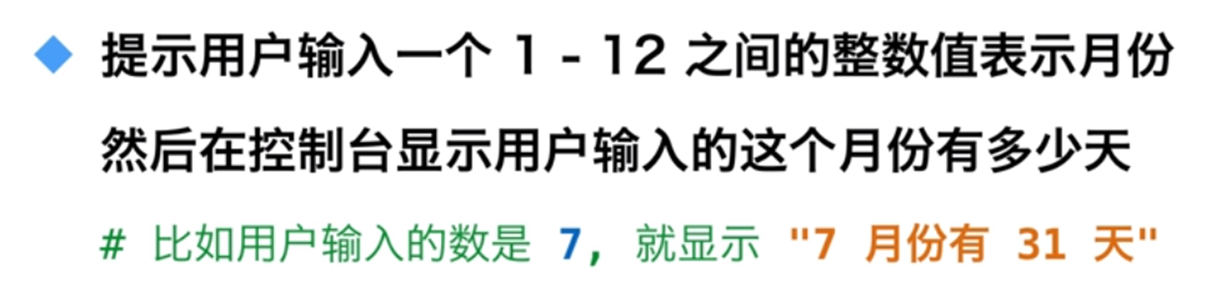 提示用户输入一个 1 - 12 之间的整数值表示月份
然后在控制台显示用户输入的这个月份有多少天
# 比如用户输入的数是 7, 就显示 "7 月份有 31 天"